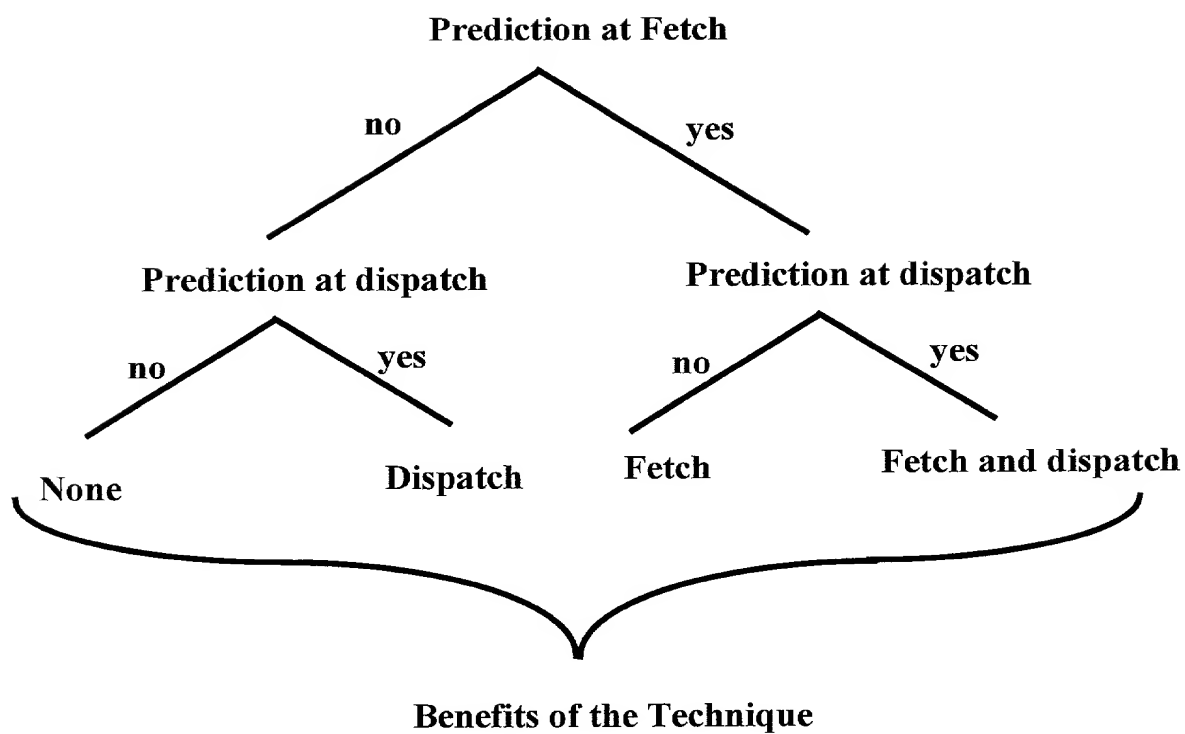 Prediction at Fetch
no
yes
Prediction at dispatch
Prediction at dispatch
no
yes
no
yes
None
Dispatch
Fetch
Fetch and dispatch
Benefits of the Technique